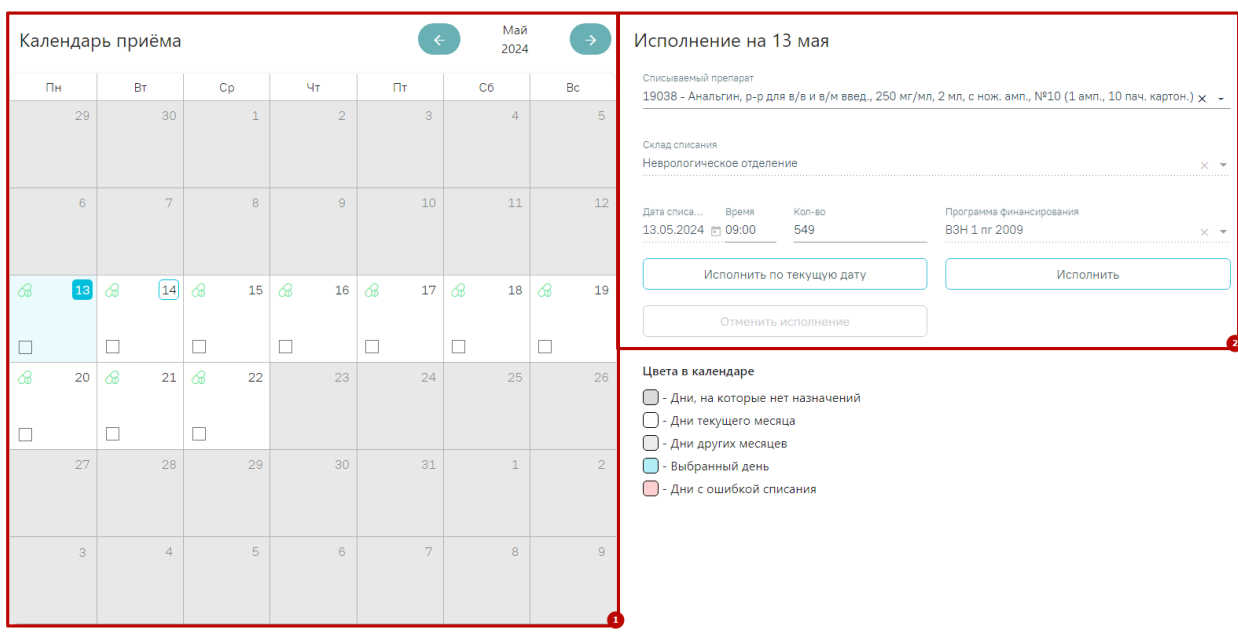 Календарь приёма
Май
2024
Пн Вт Ср Чт Пт Сб Вс
29 30 1 2 3 4 5
6 7 8 9 10 11 12
13 14 15 16 17 18 19
20 21 22 23 24 25 26
27 28 29 30 31 1 2
3 4 5 6 7 8 9
1
Исполнение на 13 мая
Списываемый препарат
19038 - Анальгин, р-р для в/в и в/м введ., 250 мг/мл, 2 мл, с нож. амп., №10 (1 амп., 10 пач. картон.)
Склад списания
Неврологическое отделение
Дата списа... Время Кол-во Программа финансирования
13.05.2024 09:00 549 ВЗН 1 пг 2009
Исполнить по текущую дату Исполнить
Отменить исполнение
2
Цвета в календаре
- Дни, на которые нет назначений
- Дни текущего месяца
- Дни других месяцев
- Выбранный день
- Дни с ошибкой списания